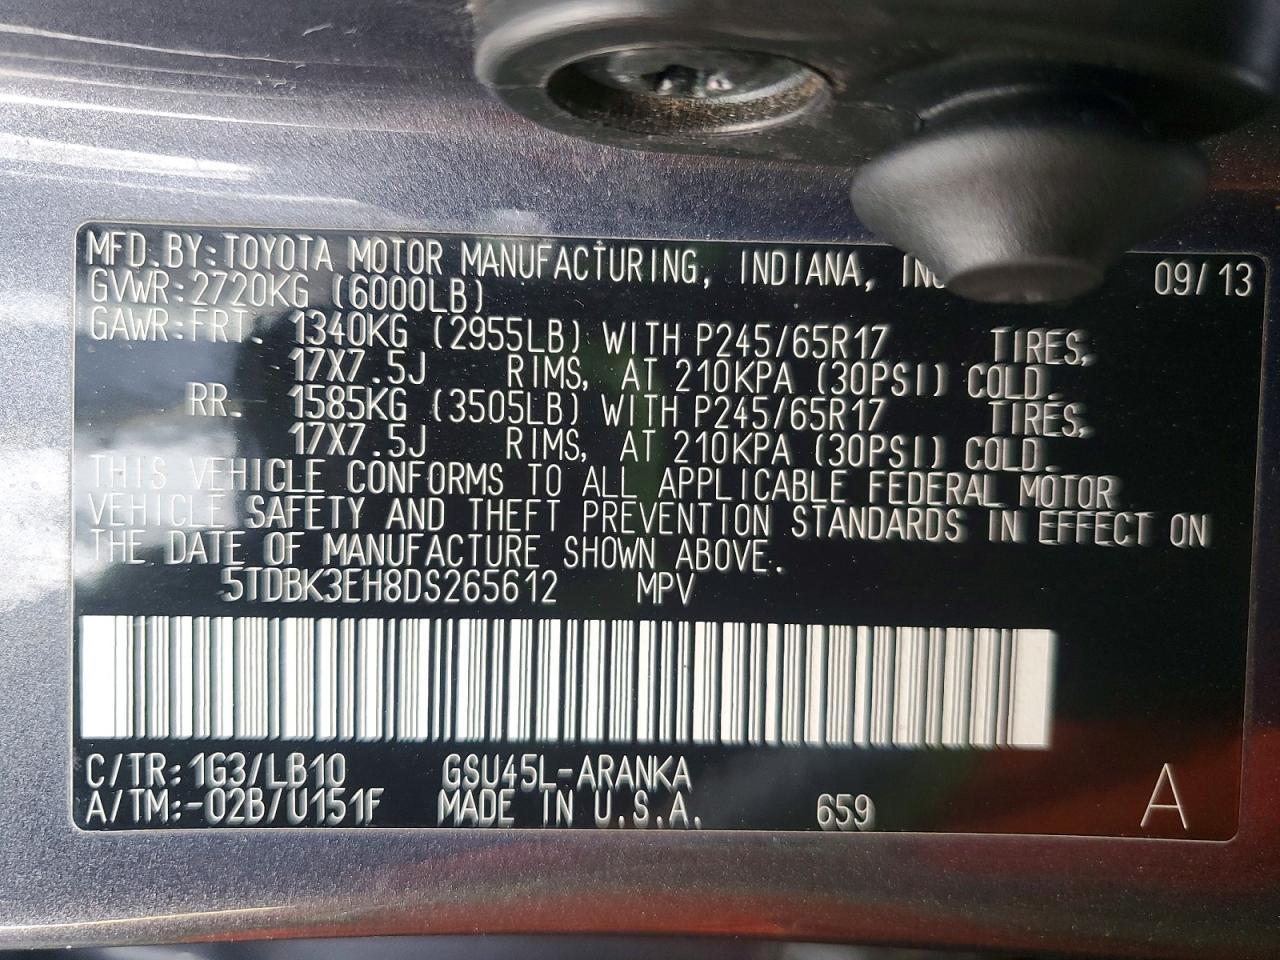 MFD.BY:TOYOTA MOTOR MANUFACTURING, INDIANA, 09/13
GVWR:2720KG (6000LB)
GAWR:FRT. 1340KG (2955LB) WITH P245/65R17 TIRES,
17X7.5J RIMS, AT 210KPA (30PSI) COLD.
RR. 1585KG (3505LB) WITH P245/65R17 TIRES,
17X7.5J RIMS, AT 210KPA (30PSI) COLD.
THIS VEHICLE CONFORMS TO ALL APPLICABLE FEDERAL MOTOR
VEHICLE SAFETY AND THEFT PREVENTION STANDARDS IN EFFECT ON
THE DATE OF MANUFACTURE SHOWN ABOVE.
5TDBK3EH8DS265612 MPV
C/TR:1G3/LB10 GSU45L-ARANKA
A/TM:-02B/U151F MADE IN U.S.A. 659 A